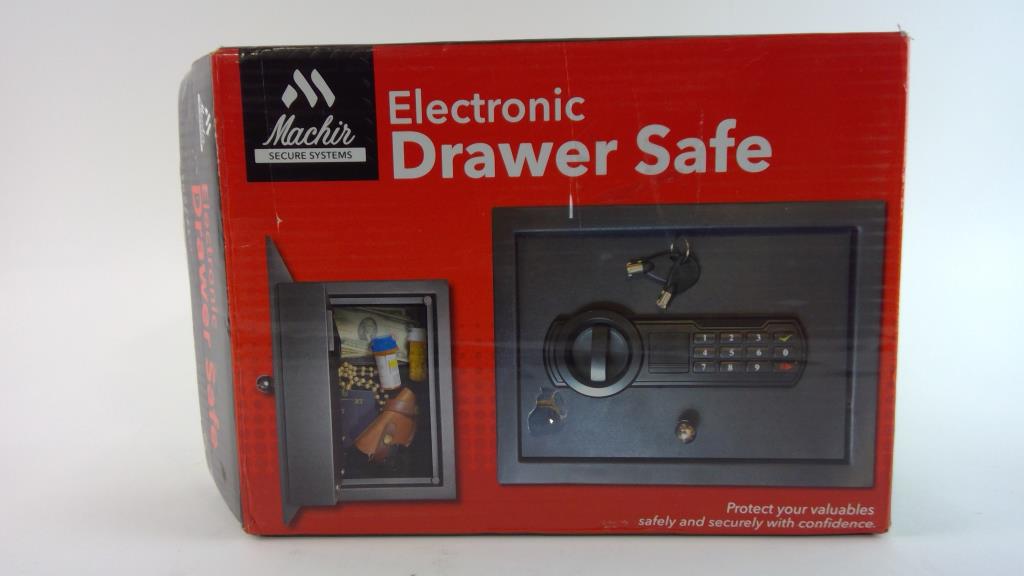 Machir
SECURE SYSTEMS
Electronic
Drawer Safe
1 2 3
4 5 6 0
7 8 9
Protect your valuables
safely and securely with confidence.
Electronic
Drawer Safe